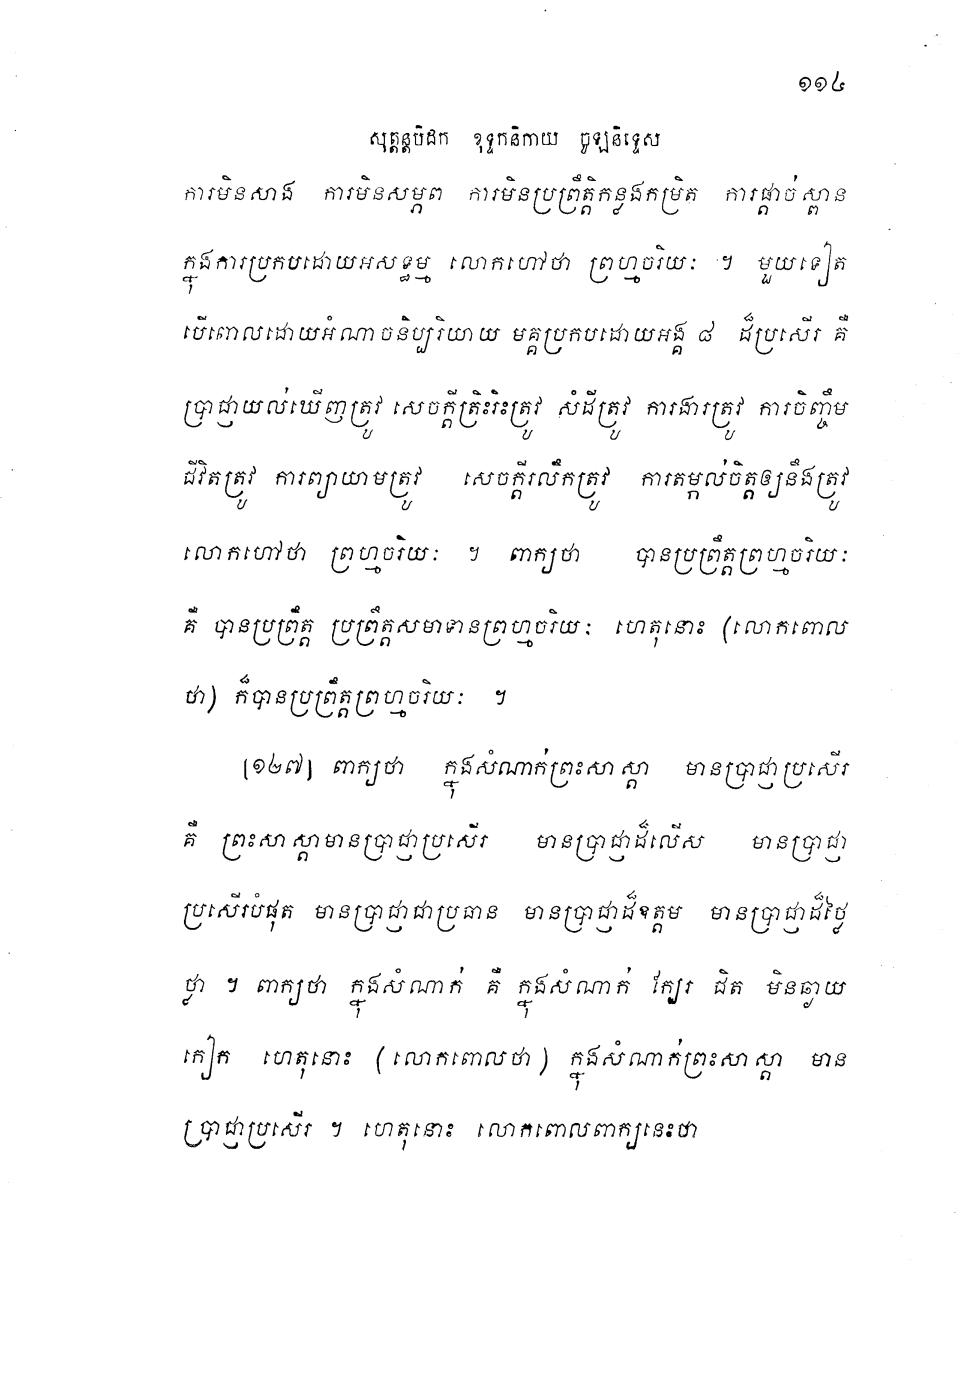 ១១៤
សុត្តន្តបិដក ខុទ្ទកនិកាយ ចូឡនិទ្ទេស
ការមិនសាង ការមិនសម្ភព ការមិនប្រព្រឹត្តិកន្លងកម្រិត ការផ្តាច់ស្ពាន
ក្នុងការប្រកបដោយអសទ្ធម្ម លោកហៅថា ព្រហ្មចរិយៈ ។ មួយទៀត
បើពោលដោយអំណាចនិប្បរិយាយ មគ្គប្រកបដោយអង្គ ៨ ដ៏ប្រសើរ គឺ
ប្រាជ្ញាយល់ឃើញត្រូវ សេចក្តីត្រិះរិះត្រូវ សំដីត្រូវ ការងារត្រូវ ការចិញ្ចឹម
ជីវិតត្រូវ ការព្យាយាមត្រូវ សេចក្តីរលឹកត្រូវ ការតម្កល់ចិត្តឲ្យនឹងត្រូវ
លោកហៅថា ព្រហ្មចរិយៈ ។ ពាក្យថា បានប្រព្រឹត្តព្រហ្មចរិយៈ
គឺ បានប្រព្រឹត្ត ប្រព្រឹត្តសមាទានព្រហ្មចរិយៈ ហេតុនោះ (លោកពោល
ថា) ក៏បានប្រព្រឹត្តព្រហ្មចរិយៈ ។
[១២៧] ពាក្យថា ក្នុងសំណាក់ព្រះសាស្តា មានប្រាជ្ញាប្រសើរ
គឺ ព្រះសាស្តាមានប្រាជ្ញាប្រសើរ មានប្រាជ្ញាដ៏លើស មានប្រាជ្ញា
ប្រសើរបំផុត មានប្រាជ្ញាជាប្រធាន មានប្រាជ្ញាដ៏ឧត្តម មានប្រាជ្ញាដ៏ថ្លៃ
ថ្លា ។ ពាក្យថា ក្នុងសំណាក់ គឺ ក្នុងសំណាក់ ក្បែរ ជិត មិនឆ្ងាយ
កៀក ហេតុនោះ (លោកពោលថា) ក្នុងសំណាក់ព្រះសាស្តា មាន
ប្រាជ្ញាប្រសើរ ។ ហេតុនោះ លោកពោលពាក្យនេះថា